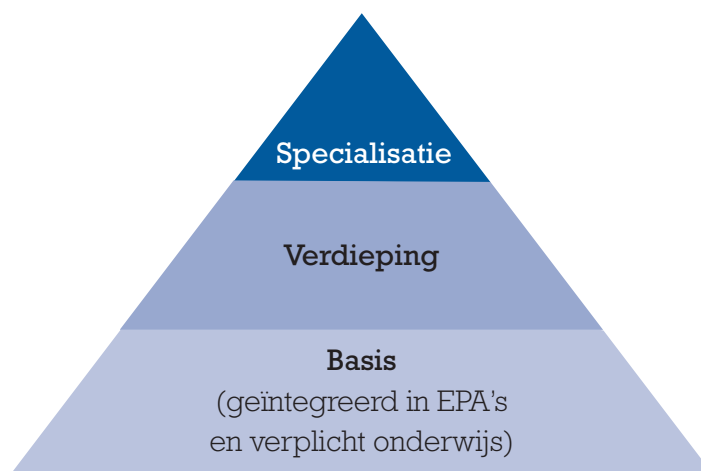 Specialisatie
Verdieping
Basis
(geïntegreerd in EPA's
en verplicht onderwijs)